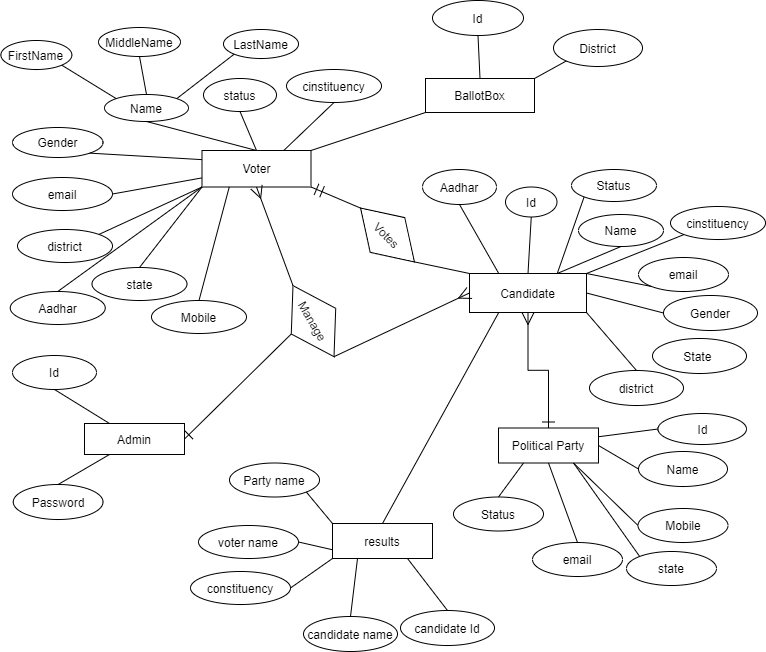 Id
MiddleName
LastName
District
FirstName
cinstituency
status
BallotBox
Name
Gender
Voter
Aadhar
Status
email
Id
Name
cinstituency
Votes
district
email
state
Candidate
Aadhar
Gender
Mobile
Manage
State
Id
district
Admin
Id
Political Party
Name
Party name
Password
Status
Mobile
voter name
results
email
state
constituency
candidate name
candidate Id